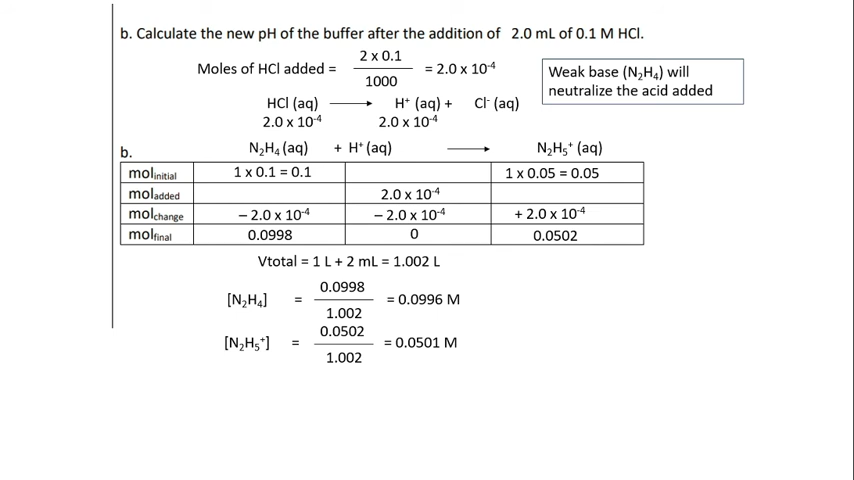 b. Calculate the new pH of the buffer after the addition of 2.0 mL of 0.1 M HCl.
Moles of HCl added = 2 x 0.1 / 1000 = 2.0 x 10⁻⁴
Weak base (N₂H₄) will
neutralize the acid added
HCl (aq) ⟶ H⁺ (aq) + Cl⁻ (aq)
2.0 x 10⁻⁴ 2.0 x 10⁻⁴
b. N₂H₄ (aq) + H⁺ (aq) ⟶ N₂H₅⁺ (aq)
molinitial 1 x 0.1 = 0.1 1 x 0.05 = 0.05
moladded 2.0 x 10⁻⁴
molchange – 2.0 x 10⁻⁴ – 2.0 x 10⁻⁴ + 2.0 x 10⁻⁴
molfinal 0.0998 0 0.0502
Vtotal = 1 L + 2 mL = 1.002 L
[N₂H₄] = 0.0998 / 1.002 = 0.0996 M
[N₂H₅⁺] = 0.0502 / 1.002 = 0.0501 M